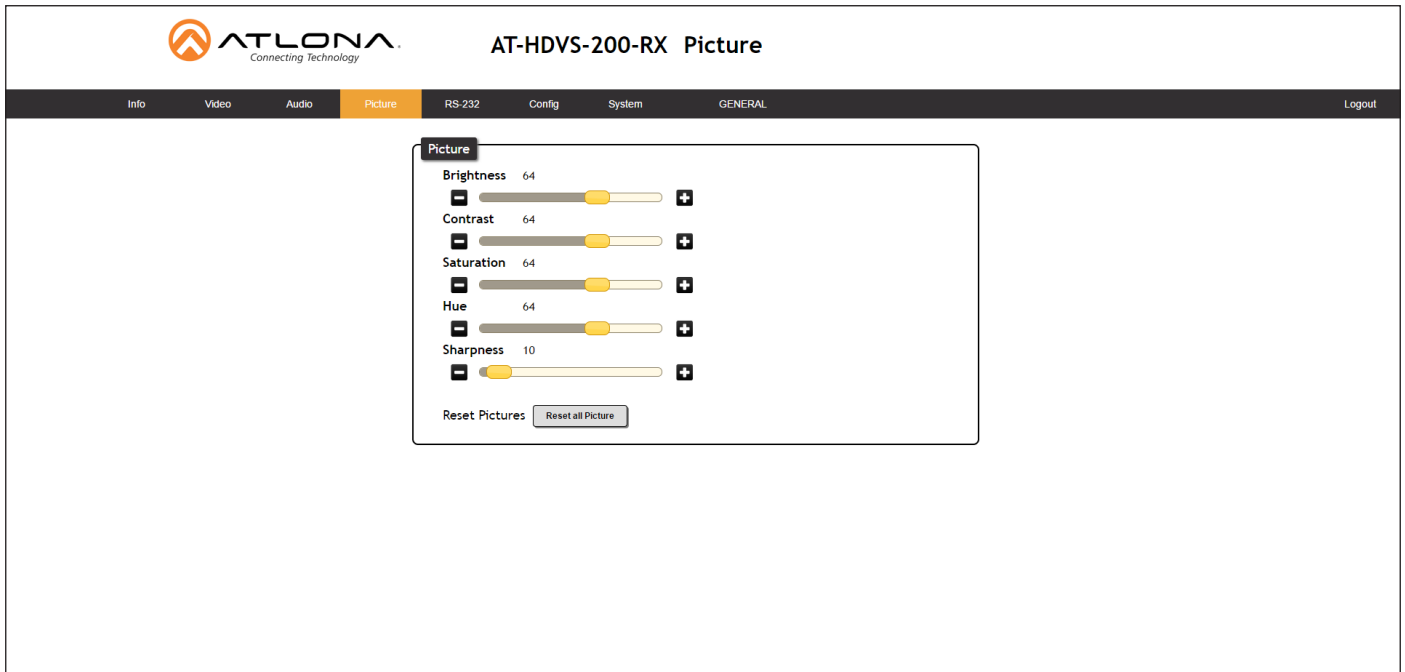 ATLONA.
Connecting Technology
AT-HDVS-200-RX Picture
Info Video Audio Picture RS-232 Config System GENERAL Logout
Picture
Brightness 64
Contrast 64
Saturation 64
Hue 64
Sharpness 10
Reset Pictures Reset all Picture